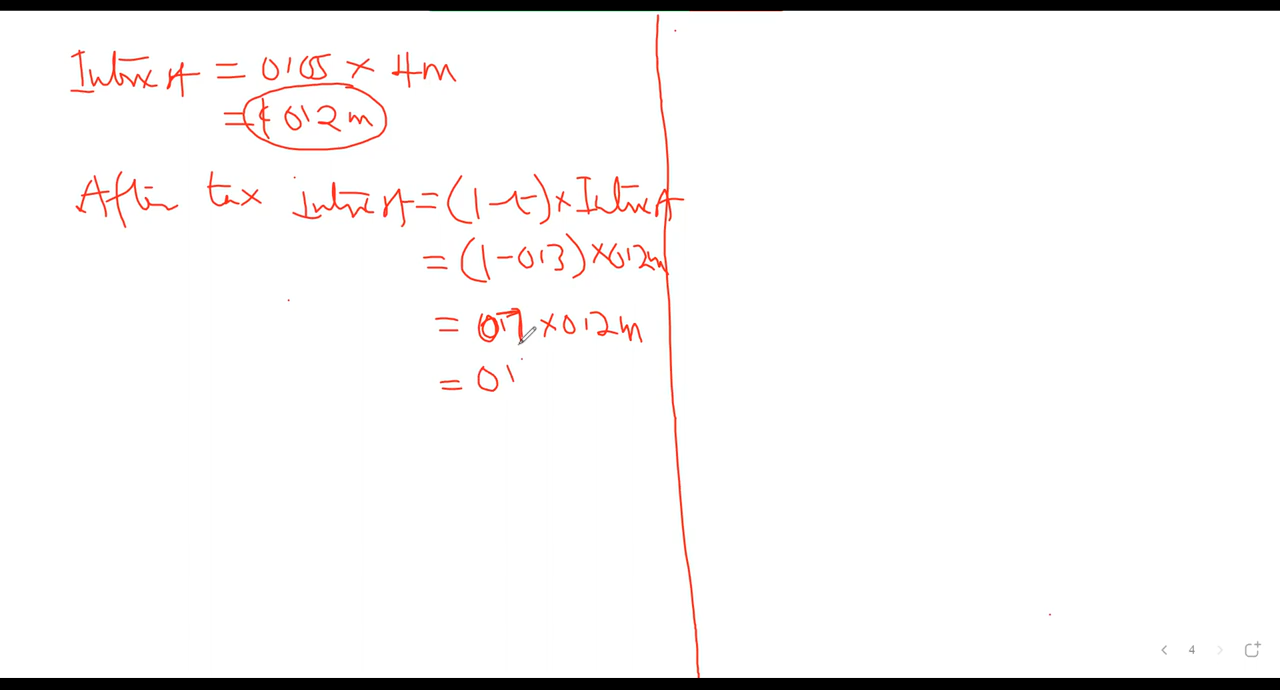 Interest = 0.05 × 4m
= ¢ 0.2m
After tax interest = (1-t) × Interest
= (1-0.3) × 0.2m
= 0.7 × 0.2m
= 0.
4